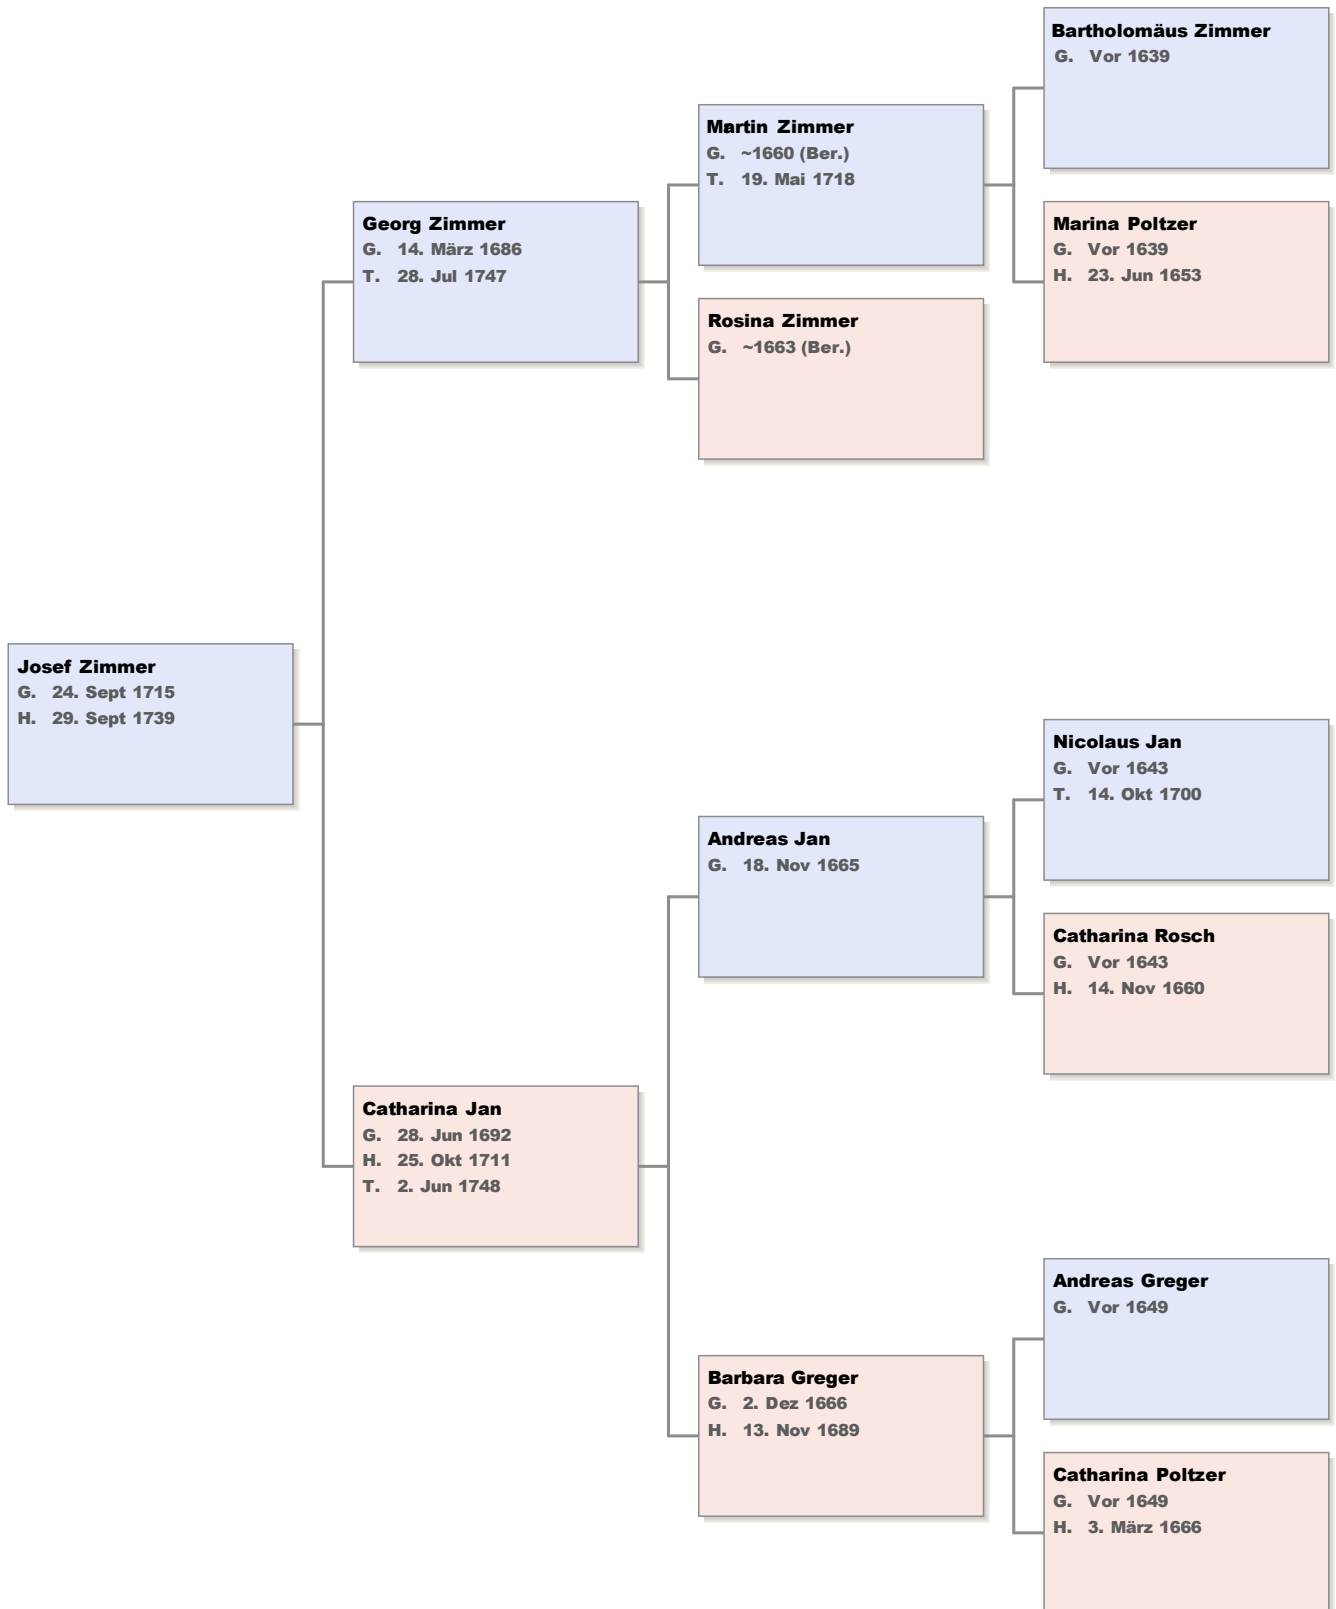 Bartholomäus Zimmer
G. Vor 1639
Martin Zimmer
G. ~1660 (Ber.)
T. 19. Mai 1718
Georg Zimmer
G. 14. März 1686
T. 28. Jul 1747
Marina Poltzer
G. Vor 1639
H. 23. Jun 1653
Rosina Zimmer
G. ~1663 (Ber.)
Josef Zimmer
G. 24. Sept 1715
H. 29. Sept 1739
Nicolaus Jan
G. Vor 1643
T. 14. Okt 1700
Andreas Jan
G. 18. Nov 1665
Catharina Rosch
G. Vor 1643
H. 14. Nov 1660
Catharina Jan
G. 28. Jun 1692
H. 25. Okt 1711
T. 2. Jun 1748
Andreas Greger
G. Vor 1649
Barbara Greger
G. 2. Dez 1666
H. 13. Nov 1689
Catharina Poltzer
G. Vor 1649
H. 3. März 1666